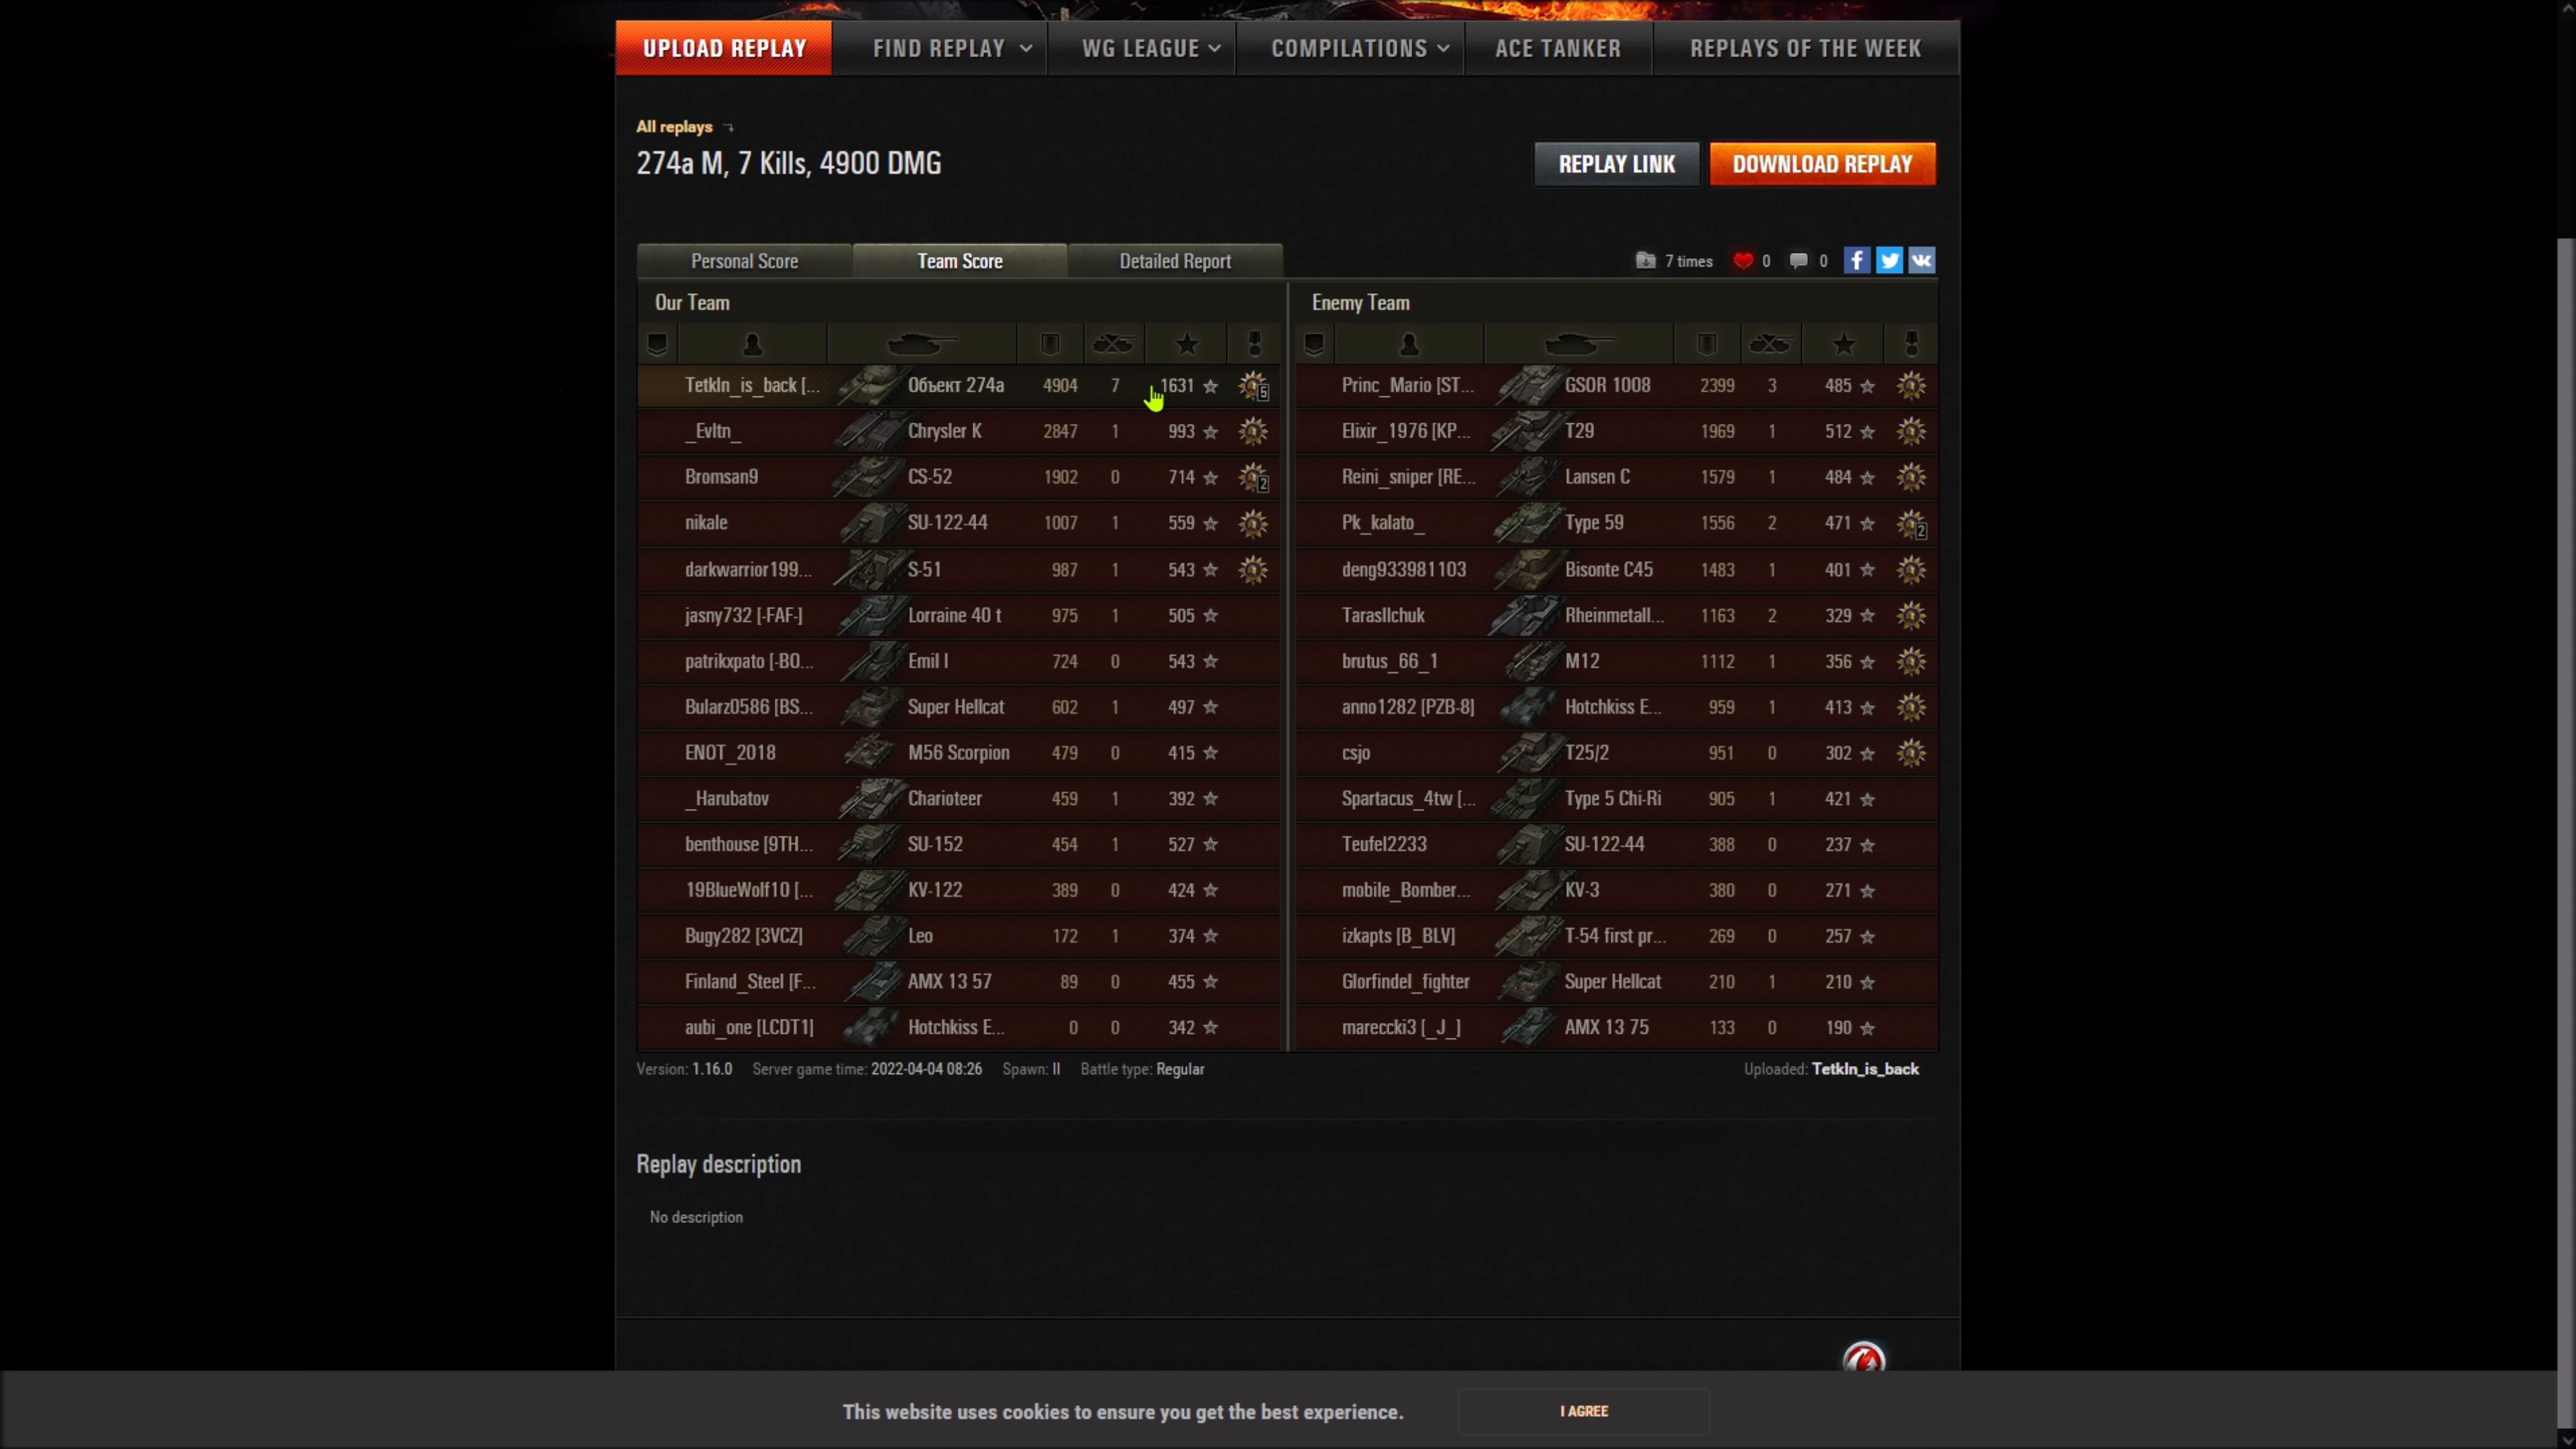 UPLOAD REPLAY FIND REPLAY WG LEAGUE COMPILATIONS ACE TANKER REPLAYS OF THE WEEK
All replays
274a M, 7 Kills, 4900 DMG
REPLAY LINK DOWNLOAD REPLAY
Personal Score Team Score Detailed Report 7 times 0 0
Our Team Enemy Team
TetkIn_is_back [... Объект 274a 4904 7 1631 5 Princ_Mario [ST... GSOR 1008 2399 3 485
_Evltn_ Chrysler K 2847 1 993 Elixir_1976 [KP... T29 1969 1 512
Bromsan9 CS-52 1902 0 714 2 Reini_sniper [RE... Lansen C 1579 1 484
nikale SU-122-44 1007 1 559 Pk_kalato_ Type 59 1556 2 471 2
darkwarrior199... S-51 987 1 543 deng933981103 Bisonte C45 1483 1 401
jasny732 [-FAF-] Lorraine 40 t 975 1 505 TarasIlchuk Rheinmetall... 1163 2 329
patrikxpato [-BO... Emil I 724 0 543 brutus_66_1 M12 1112 1 356
Bularz0586 [BS... Super Hellcat 602 1 497 anno1282 [PZB-8] Hotchkiss E... 959 1 413
ENOT_2018 M56 Scorpion 479 0 415 csjo T25/2 951 0 302
_Harubatov Charioteer 459 1 392 Spartacus_4tw [... Type 5 Chi-Ri 905 1 421
benthouse [9TH... SU-152 454 1 527 Teufel2233 SU-122-44 388 0 237
19BlueWolf10 [... KV-122 389 0 424 mobile_Bomber... KV-3 380 0 271
Bugy282 [3VCZ] Leo 172 1 374 izkapts [B_BLV] T-54 first pr... 269 0 257
Finland_Steel [F... AMX 13 57 89 0 455 Glorfindel_fighter Super Hellcat 210 1 210
aubi_one [LCDT1] Hotchkiss E... 0 0 342 mareccki3 [_J_] AMX 13 75 133 0 190
Version: 1.16.0 Server game time: 2022-04-04 08:26 Spawn: II Battle type: Regular Uploaded: TetkIn_is_back
Replay description
No description
This website uses cookies to ensure you get the best experience. I AGREE